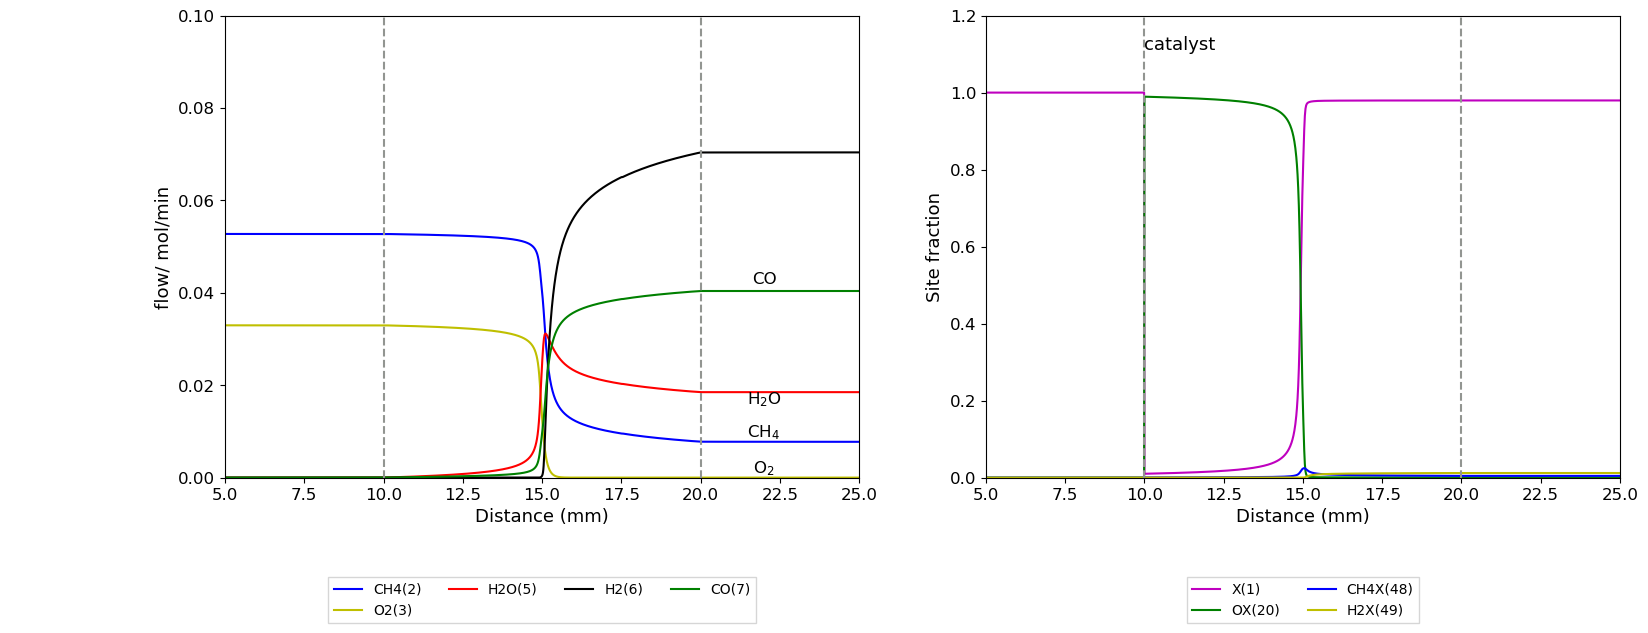 flow/ mol/min
0.10
0.08
0.06
0.04
0.02
0.00
CO
H₂O
CH₄
O₂
5.0 7.5 10.0 12.5 15.0 17.5 20.0 22.5 25.0
Distance (mm)
CH4(2) H2O(5) H2(6) CO(7)
O2(3)
Site fraction
1.2
1.0
0.8
0.6
0.4
0.2
0.0
catalyst
5.0 7.5 10.0 12.5 15.0 17.5 20.0 22.5 25.0
Distance (mm)
X(1) CH4X(48)
OX(20) H2X(49)